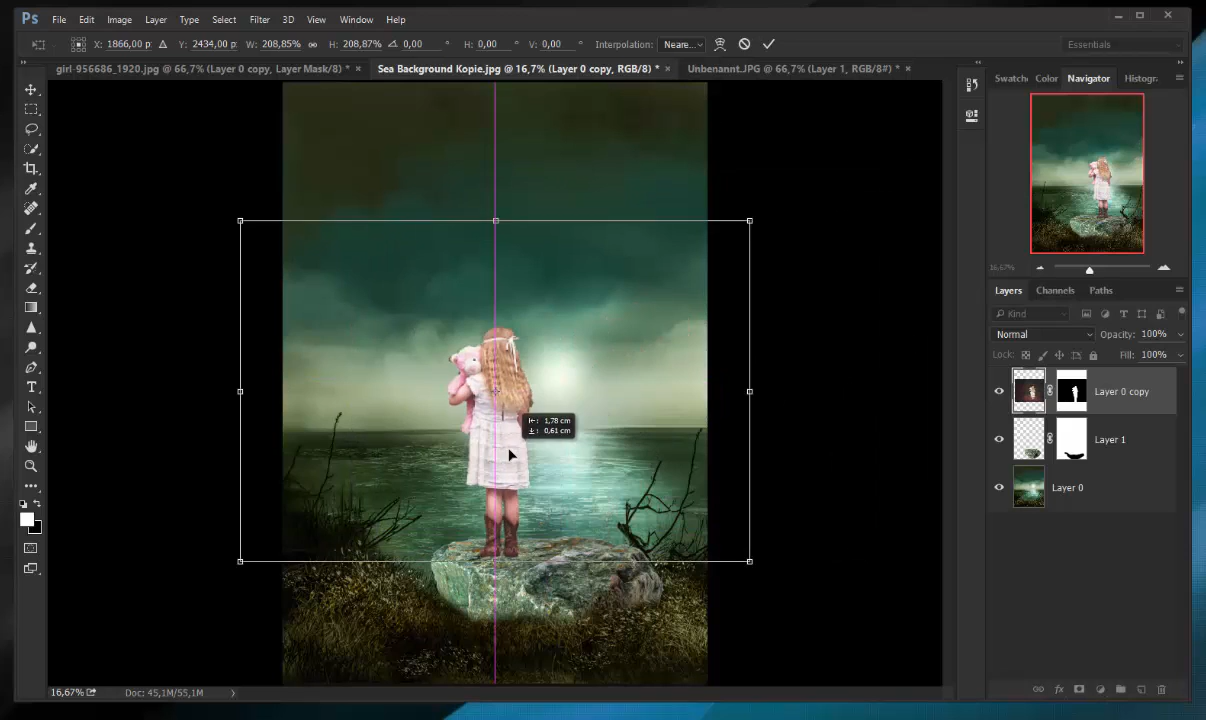 Ps File Edit Image Layer Type Select Filter 3D View Window Help
X: 1866,00 p Y: 2434,00 p W: 208,85% H: 208,87% 0,00 ° H: 0,00 ° V: 0,00 ° Interpolation: Neare... Essentials
girl-956686_1920.jpg @ 66,7% (Layer 0 copy, Layer Mask/8) * × Sea Background Kopie.jpg @ 16,7% (Layer 0 copy, RGB/8) * × Unbenannt.JPG @ 66,7% (Layer 1, RGB/8#) * ×
Swatch Color Navigator Histogr
16.67%
Layers Channels Paths
Kind
Normal Opacity: 100%
Lock: Fill: 100%
Layer 0 copy
Layer 1
Layer 0
1,78 cm
0,61 cm
16,67% Doc: 45,1M/55,1M